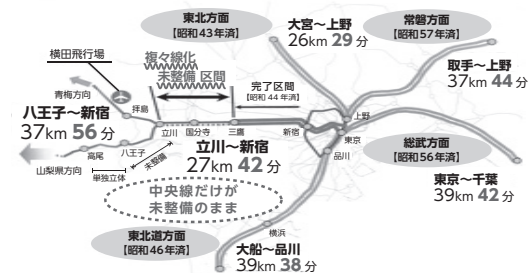 東北方面
【昭和43年済】
大宮～上野
26km 29分
常磐方面
【昭和57年済】
取手～上野
37km 44分
横田飛行場
複々線化
未整備 区間
完了区間
【昭和44年済】
青梅方向
拝島
八王子～新宿
37km 56分
立川
国分寺
三鷹
新宿
上野
東京
品川
立川～新宿
27km 42分
総武方面
【昭和56年済】
東京～千葉
39km 42分
高尾
八王子
山梨県方向
単独立体
未整備
中央線だけが
未整備のまま
東北道方面
【昭和46年済】
横浜
大船～品川
39km 38分